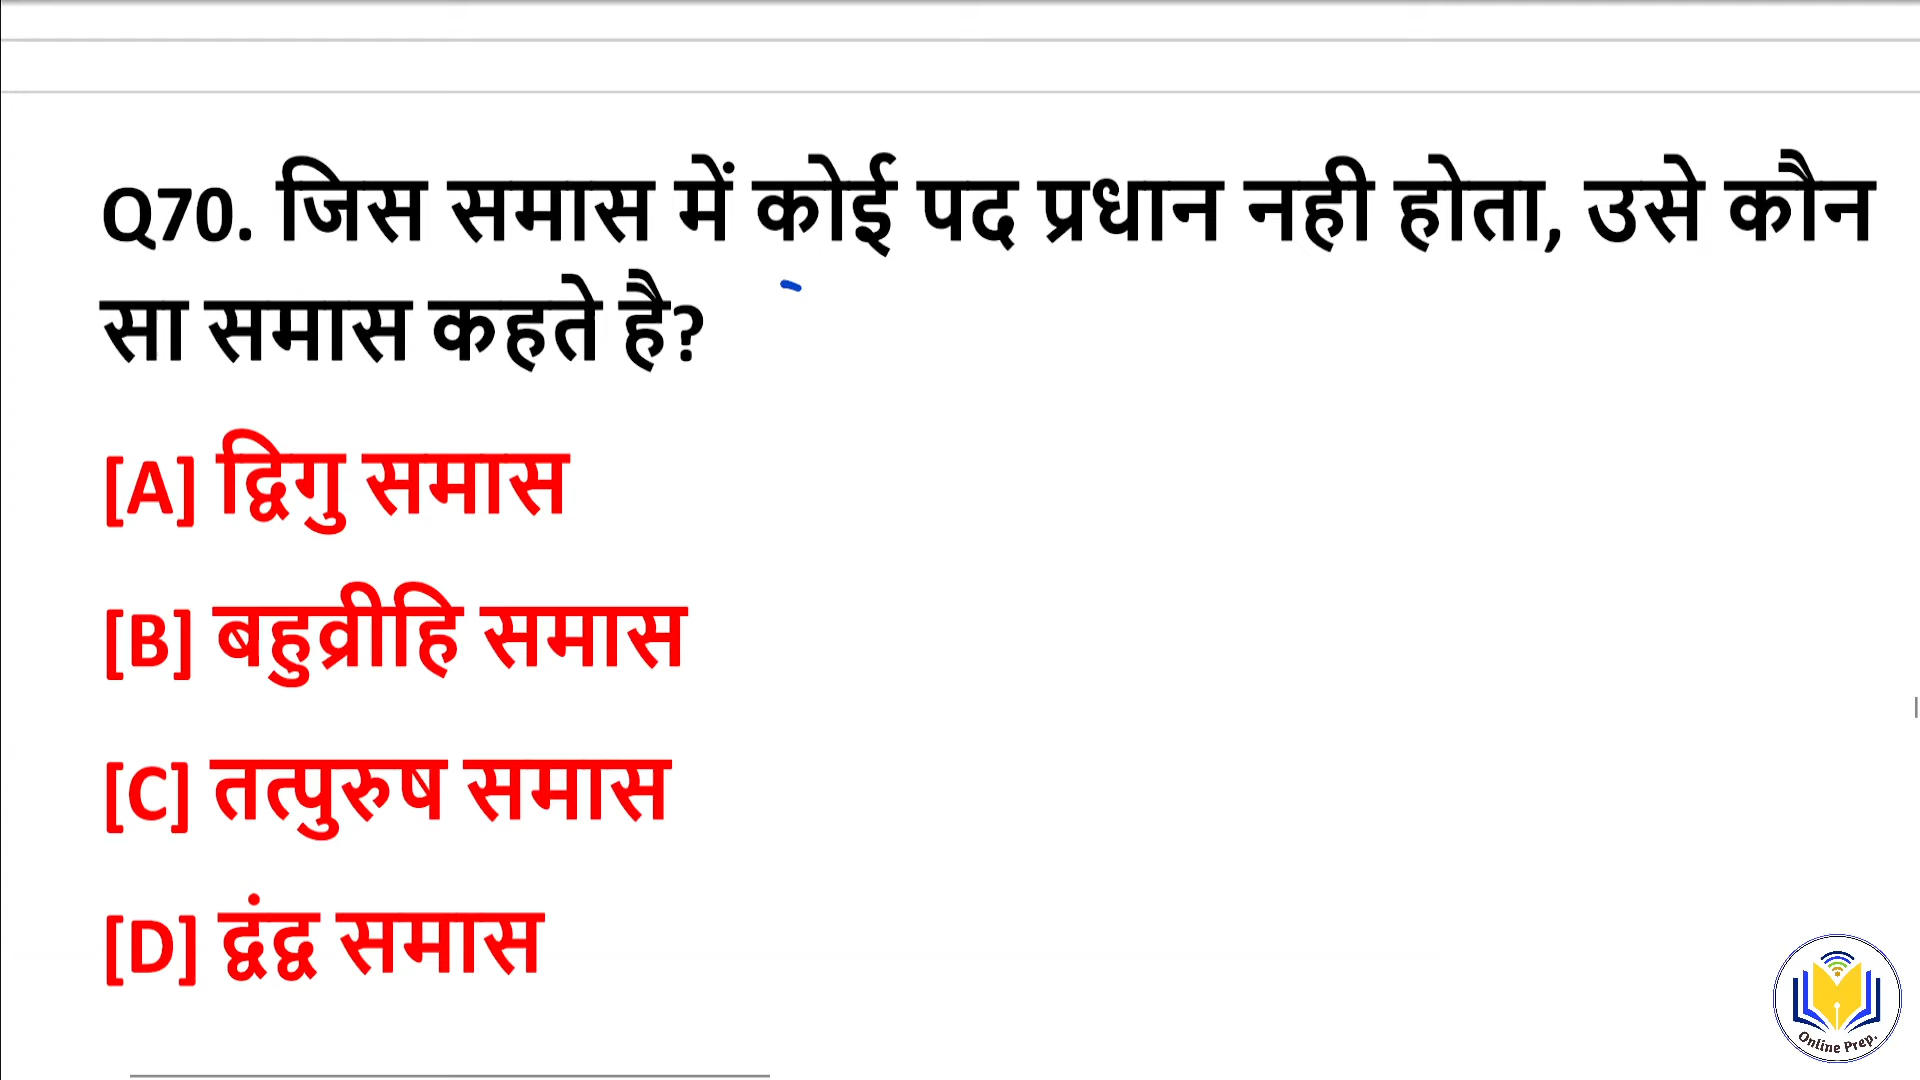 Q70. जिस समास में कोई पद प्रधान नही होता, उसे कौन
सा समास कहते है?
[A] द्विगु समास
[B] बहुव्रीहि समास
[C] तत्पुरुष समास
[D] द्वंद्व समास
Online Prep.